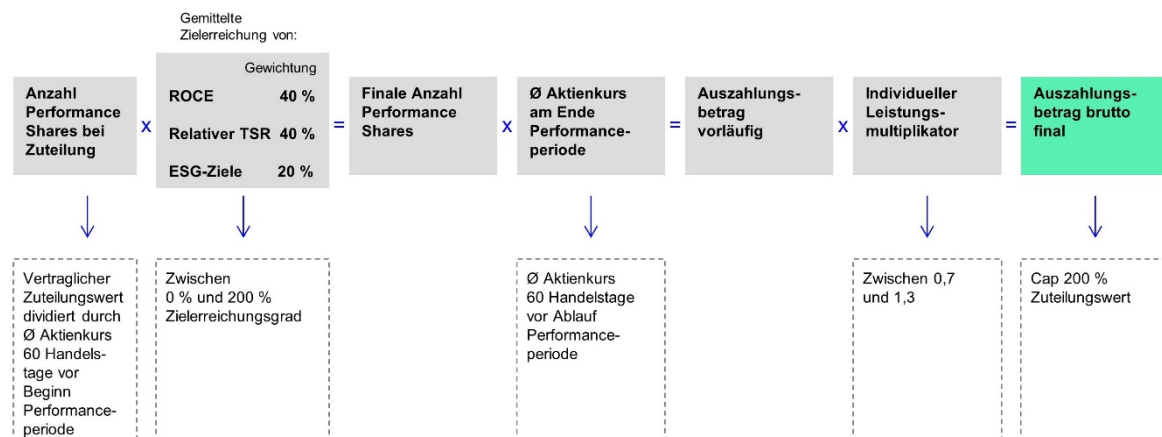 Gemittelte
Zielerreichung von:
Gewichtung
Anzahl
Performance
Shares bei
Zuteilung
x
ROCE 40 %
Relativer TSR 40 %
ESG-Ziele 20 %
=
Finale Anzahl
Performance
Shares
x
Ø Aktienkurs
am Ende
Performance-
periode
=
Auszahlungs-
betrag
vorläufig
x
Individueller
Leistungs-
multiplikator
=
Auszahlungs-
betrag brutto
final
Vertraglicher
Zuteilungswert
dividiert durch
Ø Aktienkurs
60 Handels-
tage vor
Beginn
Performance-
periode
Zwischen
0 % und 200 %
Zielerreichungsgrad
Ø Aktienkurs
60 Handelstage
vor Ablauf
Performance-
periode
Zwischen 0,7
und 1,3
Cap 200 %
Zuteilungswert